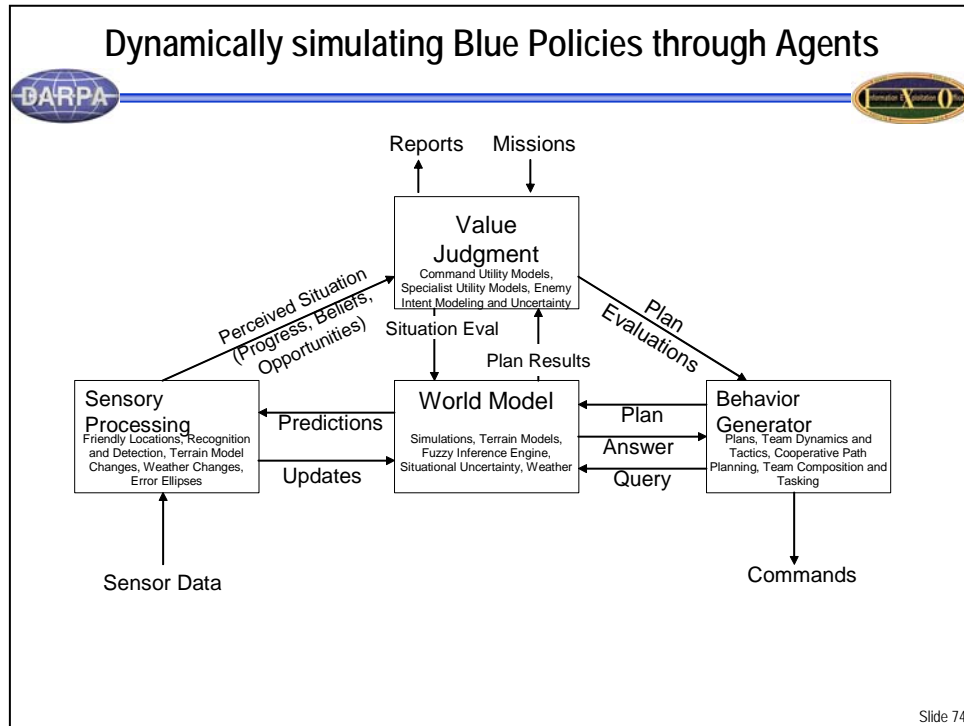 Dynamically simulating Blue Policies through Agents
DARPA
I X O
Reports
Missions
Value
Judgment
Command Utility Models,
Specialist Utility Models, Enemy
Intent Modeling and Uncertainty
Perceived Situation
(Progress, Beliefs,
Opportunities)
Situation Eval
Plan Results
Plan
Evaluations
Sensory
Processing
Friendly Locations, Recognition
and Detection, Terrain Model
Changes, Weather Changes,
Error Ellipses
Predictions
Updates
World Model
Simulations, Terrain Models,
Fuzzy Inference Engine,
Situational Uncertainty, Weather
Plan
Answer
Query
Behavior
Generator
Plans, Team Dynamics and
Tactics, Cooperative Path
Planning, Team Composition and
Tasking
Sensor Data
Commands
Slide 74